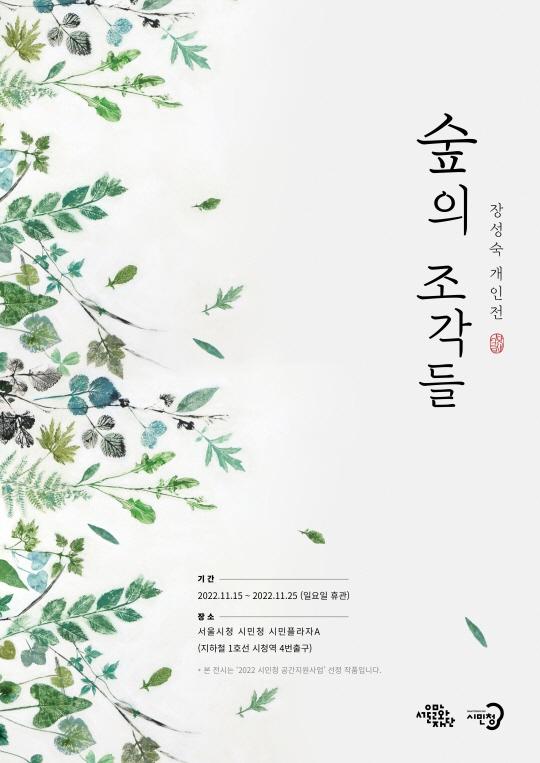 숲의 조각들
장성숙 개인전
기간
2022.11.15 ~ 2022.11.25 (일요일 휴관)
장소
서울시청 시민청 시민플라자A
(지하철 1호선 시청역 4번출구)
* 본 전시는 '2022 시민청 공간지원사업' 선정 작품입니다.
서울문화재단
시민청